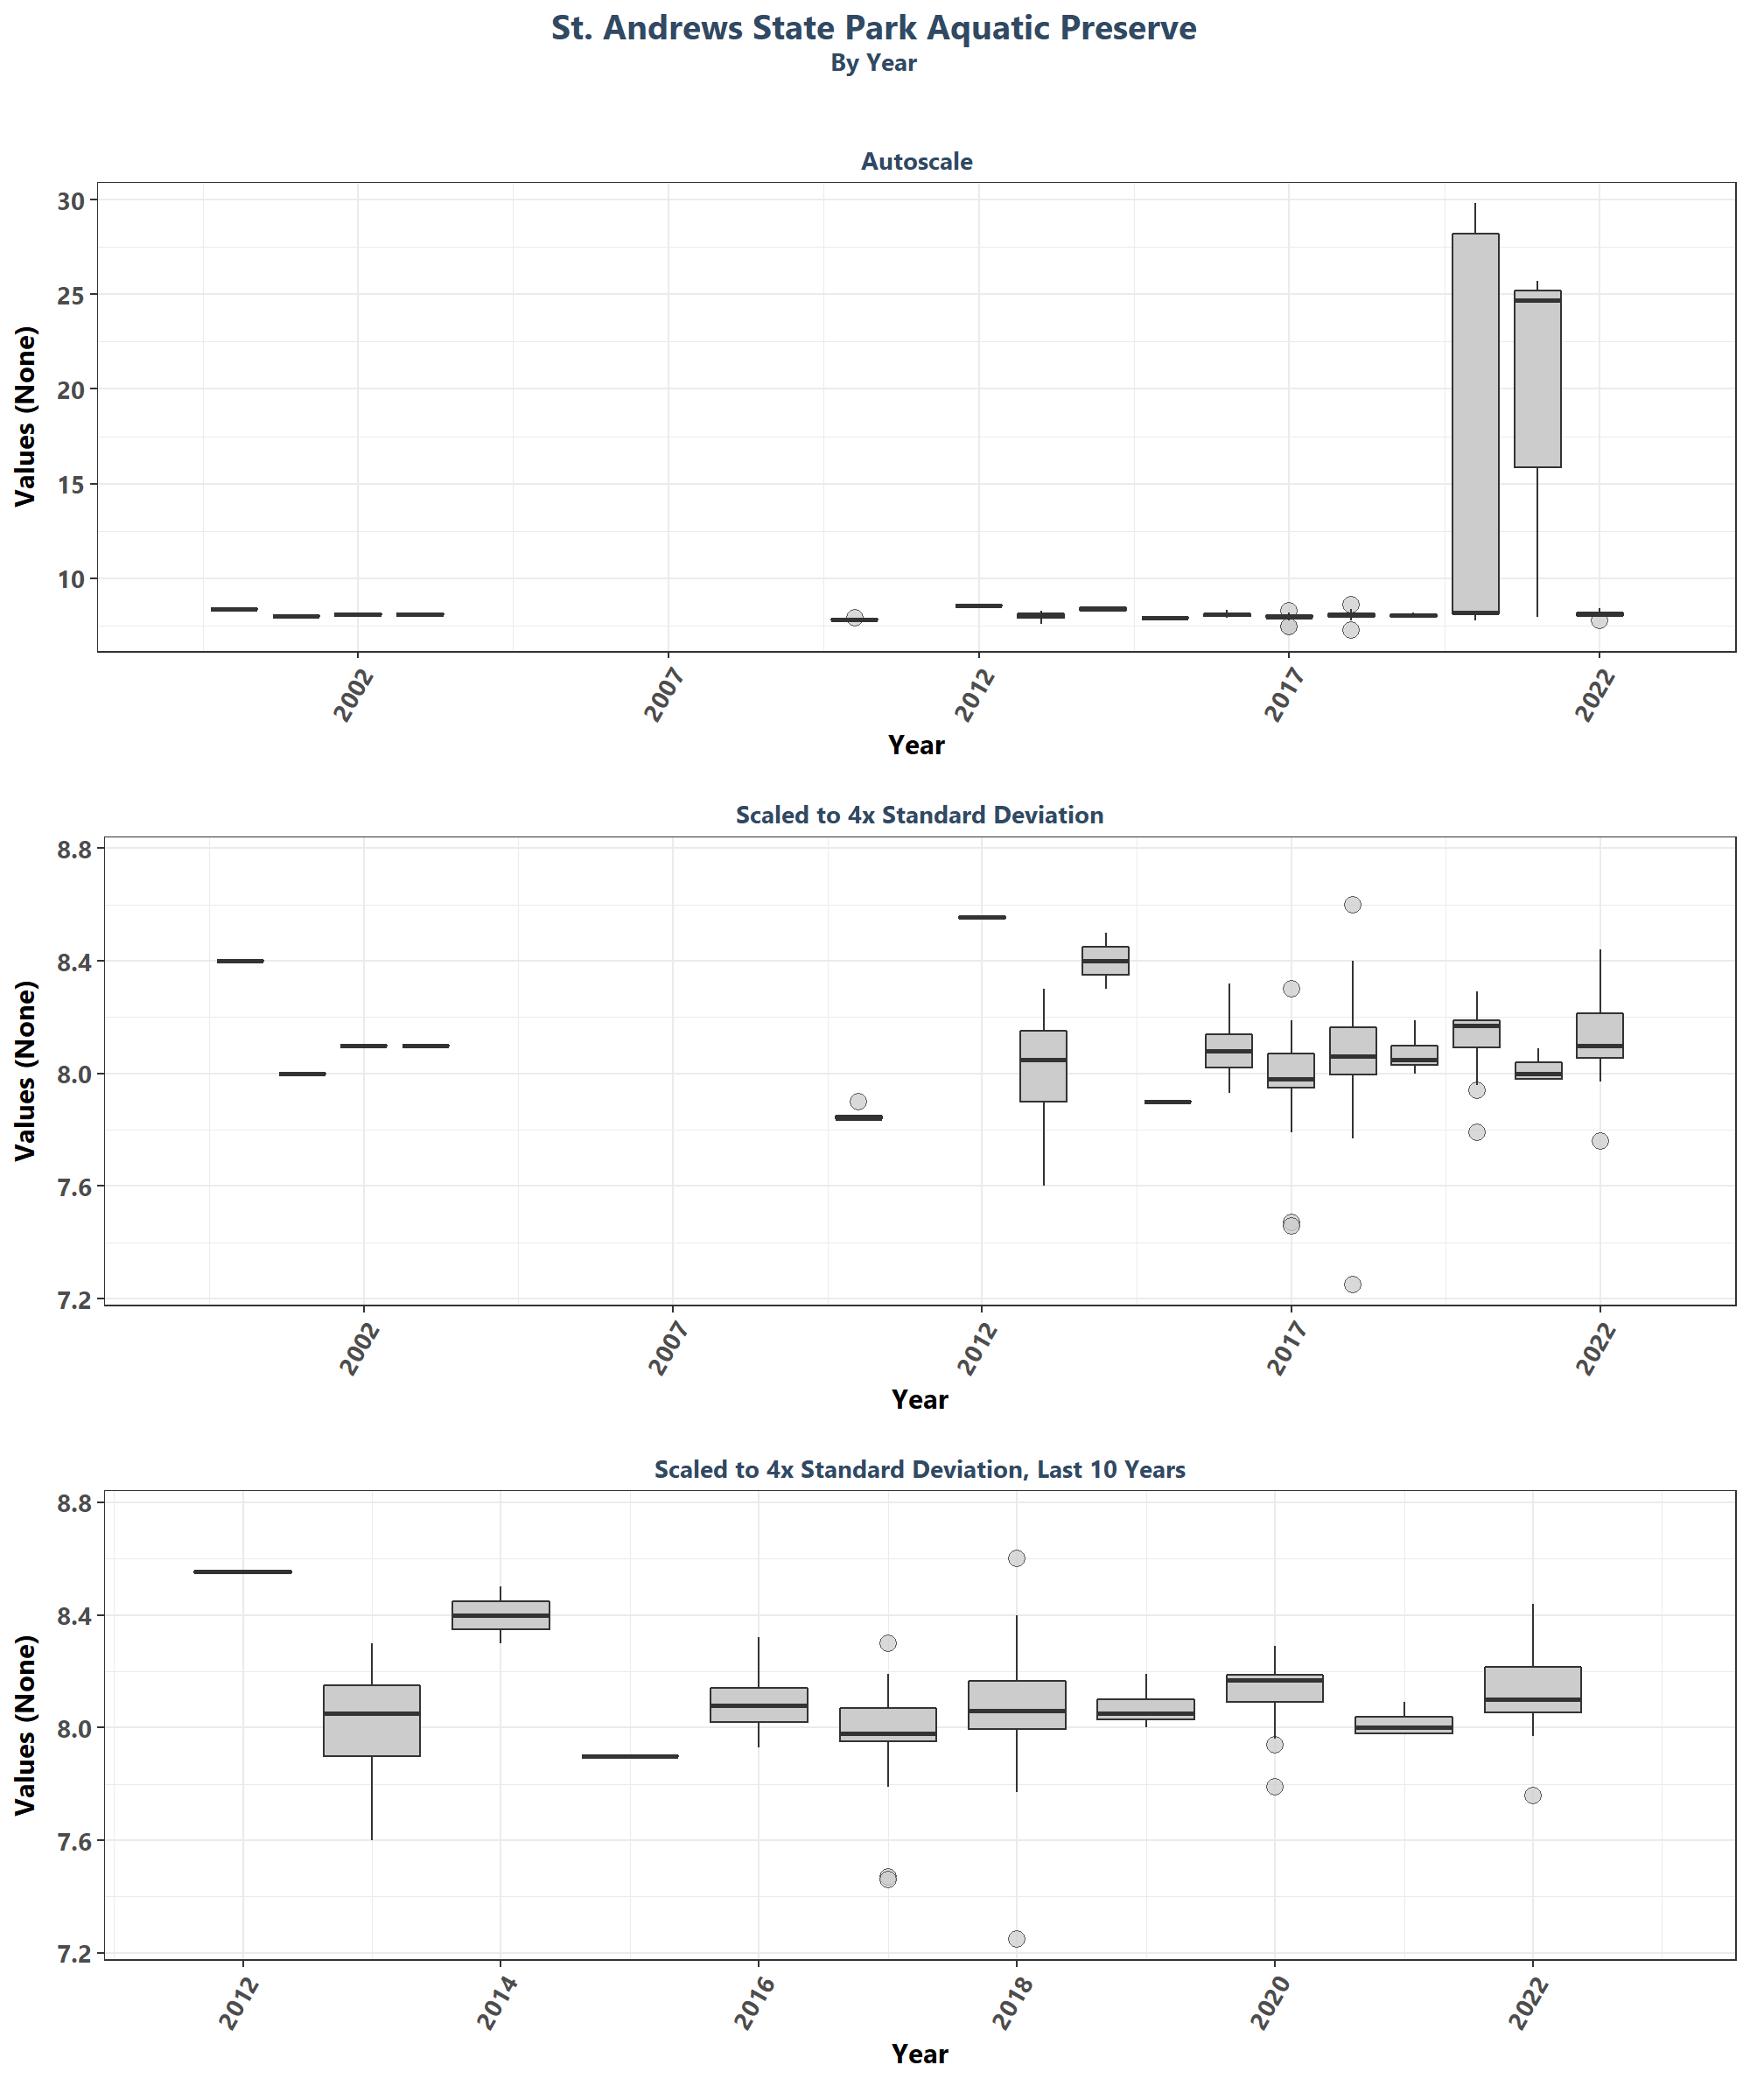 St. Andrews State Park Aquatic Preserve
By Year
Autoscale
Values (None)
30
25
20
15
10
2002
2007
2012
2017
2022
Year
Scaled to 4x Standard Deviation
Values (None)
8.8
8.4
8.0
7.6
7.2
2002
2007
2012
2017
2022
Year
Scaled to 4x Standard Deviation, Last 10 Years
Values (None)
8.8
8.4
8.0
7.6
7.2
2012
2014
2016
2018
2020
2022
Year